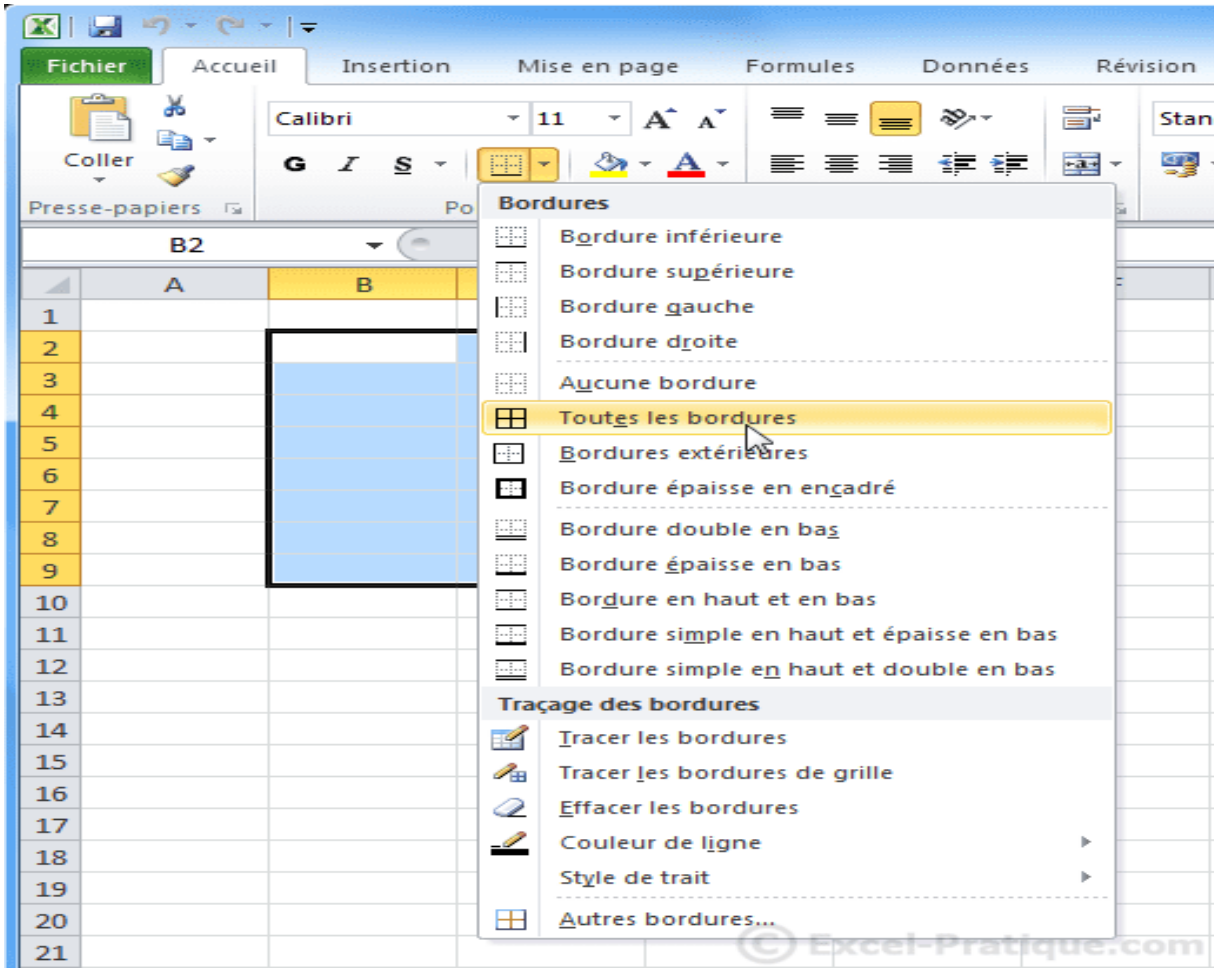 Fichier Accueil Insertion Mise en page Formules Données Révision
Calibri 11 Stan
Coller G I S A
Presse-papiers Po
B2
A B
Bordures
Bordure inférieure
Bordure supérieure
Bordure gauche
Bordure droite
Aucune bordure
Toutes les bordures
Bordures extérieures
Bordure épaisse en encadré
Bordure double en bas
Bordure épaisse en bas
Bordure en haut et en bas
Bordure simple en haut et épaisse en bas
Bordure simple en haut et double en bas
Traçage des bordures
Tracer les bordures
Tracer les bordures de grille
Effacer les bordures
Couleur de ligne
Style de trait
Autres bordures...
1
2
3
4
5
6
7
8
9
10
11
12
13
14
15
16
17
18
19
20
21
© Excel-Pratique.com